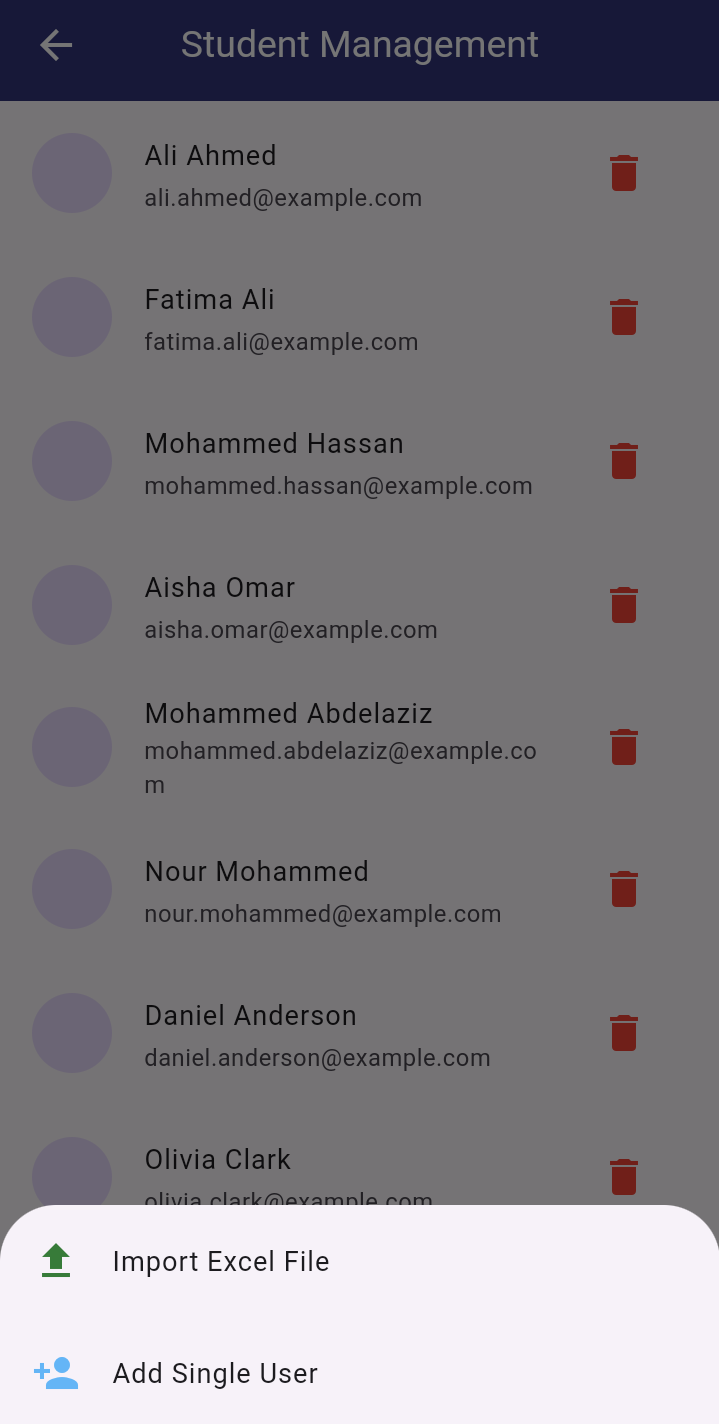 Student Management
Ali Ahmed
ali.ahmed@example.com
Fatima Ali
fatima.ali@example.com
Mohammed Hassan
mohammed.hassan@example.com
Aisha Omar
aisha.omar@example.com
Mohammed Abdelaziz
mohammed.abdelaziz@example.co
m
Nour Mohammed
nour.mohammed@example.com
Daniel Anderson
daniel.anderson@example.com
Olivia Clark
olivia.clark@example.com
Import Excel File
Add Single User